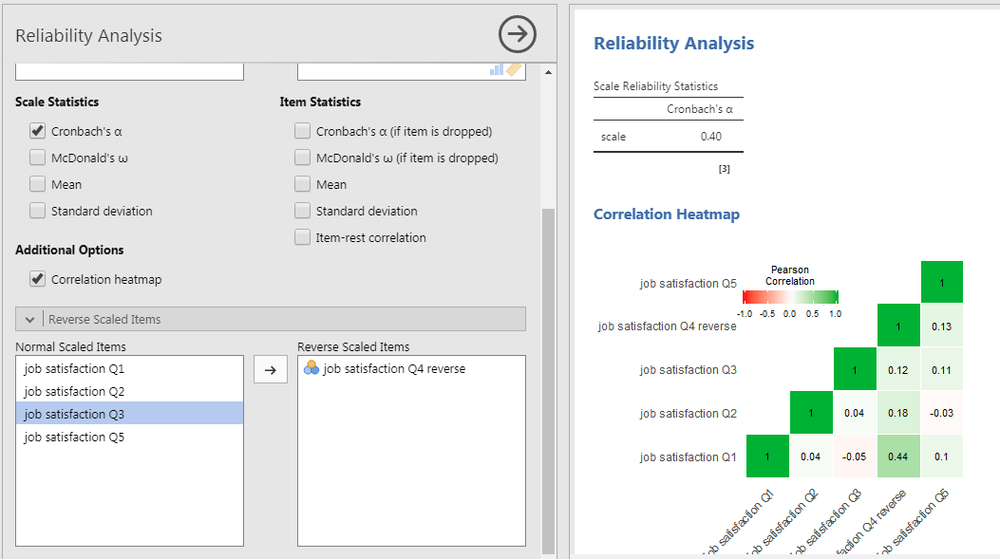 Reliability Analysis
Scale Statistics
Cronbach's α
McDonald's ω
Mean
Standard deviation
Item Statistics
Cronbach's α (if item is dropped)
McDonald's ω (if item is dropped)
Mean
Standard deviation
Item-rest correlation
Additional Options
Correlation heatmap
Reverse Scaled Items
Normal Scaled Items
job satisfaction Q1
job satisfaction Q2
job satisfaction Q3
job satisfaction Q5
Reverse Scaled Items
job satisfaction Q4 reverse
Reliability Analysis
Scale Reliability Statistics
Cronbach's α
scale 0.40
[3]
Correlation Heatmap
Pearson
Correlation
-1.0 -0.5 0.0 0.5 1.0
job satisfaction Q5 1
job satisfaction Q4 reverse 1 0.13
job satisfaction Q3 1 0.12 0.11
job satisfaction Q2 1 0.04 0.18 -0.03
job satisfaction Q1 1 0.04 -0.05 0.44 0.1
job satisfaction Q1
job satisfaction Q2
job satisfaction Q3
faction Q4 reverse
job satisfaction Q5